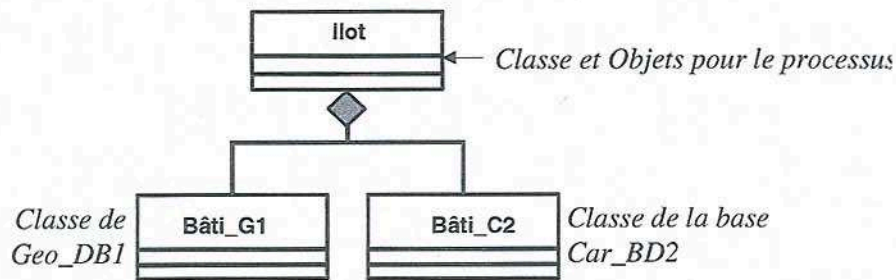 ilot
Classe et Objets pour le processus
Classe de
Geo_DB1
Bâti_G1
Bâti_C2
Classe de la base
Car_BD2